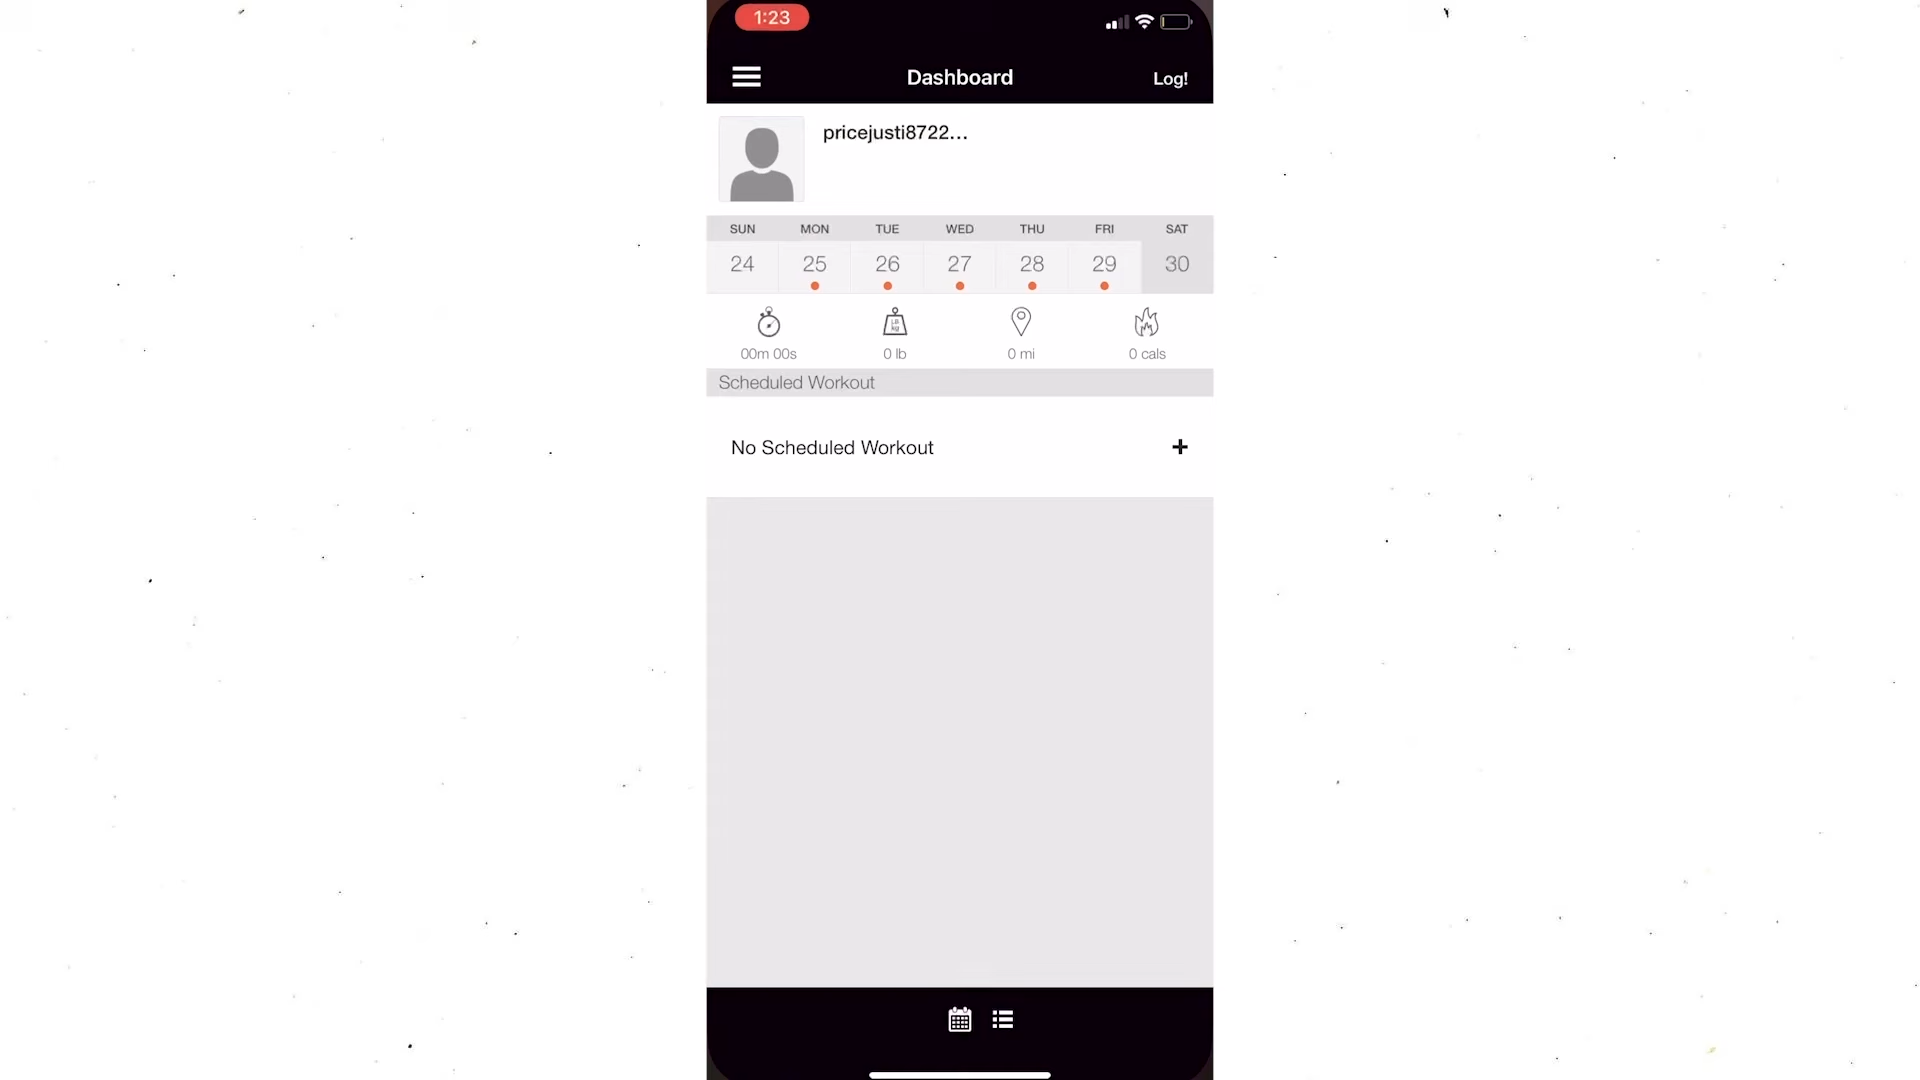 1:23
Dashboard Log!
pricejusti8722...
SUN MON TUE WED THU FRI SAT
24 25 26 27 28 29 30
00m 00s 0 lb 0 mi 0 cals
Scheduled Workout
No Scheduled Workout +